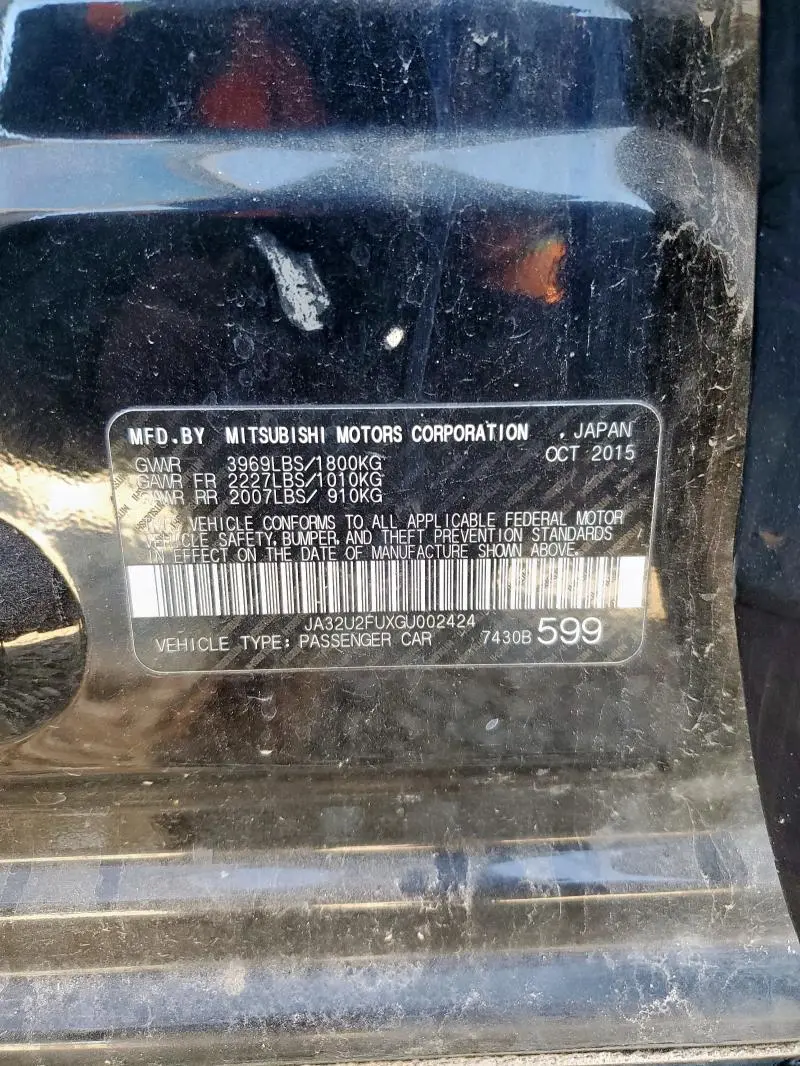 MFD.BY MITSUBISHI MOTORS CORPORATION , JAPAN
OCT 2015
GVWR 3969LBS/1800KG
GAWR FR 2227LBS/1010KG
GAWR RR 2007LBS/ 910KG
THIS VEHICLE CONFORMS TO ALL APPLICABLE FEDERAL MOTOR
VEHICLE SAFETY, BUMPER, AND THEFT PREVENTION STANDARDS
IN EFFECT ON THE DATE OF MANUFACTURE SHOWN ABOVE.
JA32U2FUXGU002424
VEHICLE TYPE: PASSENGER CAR 7430B 599